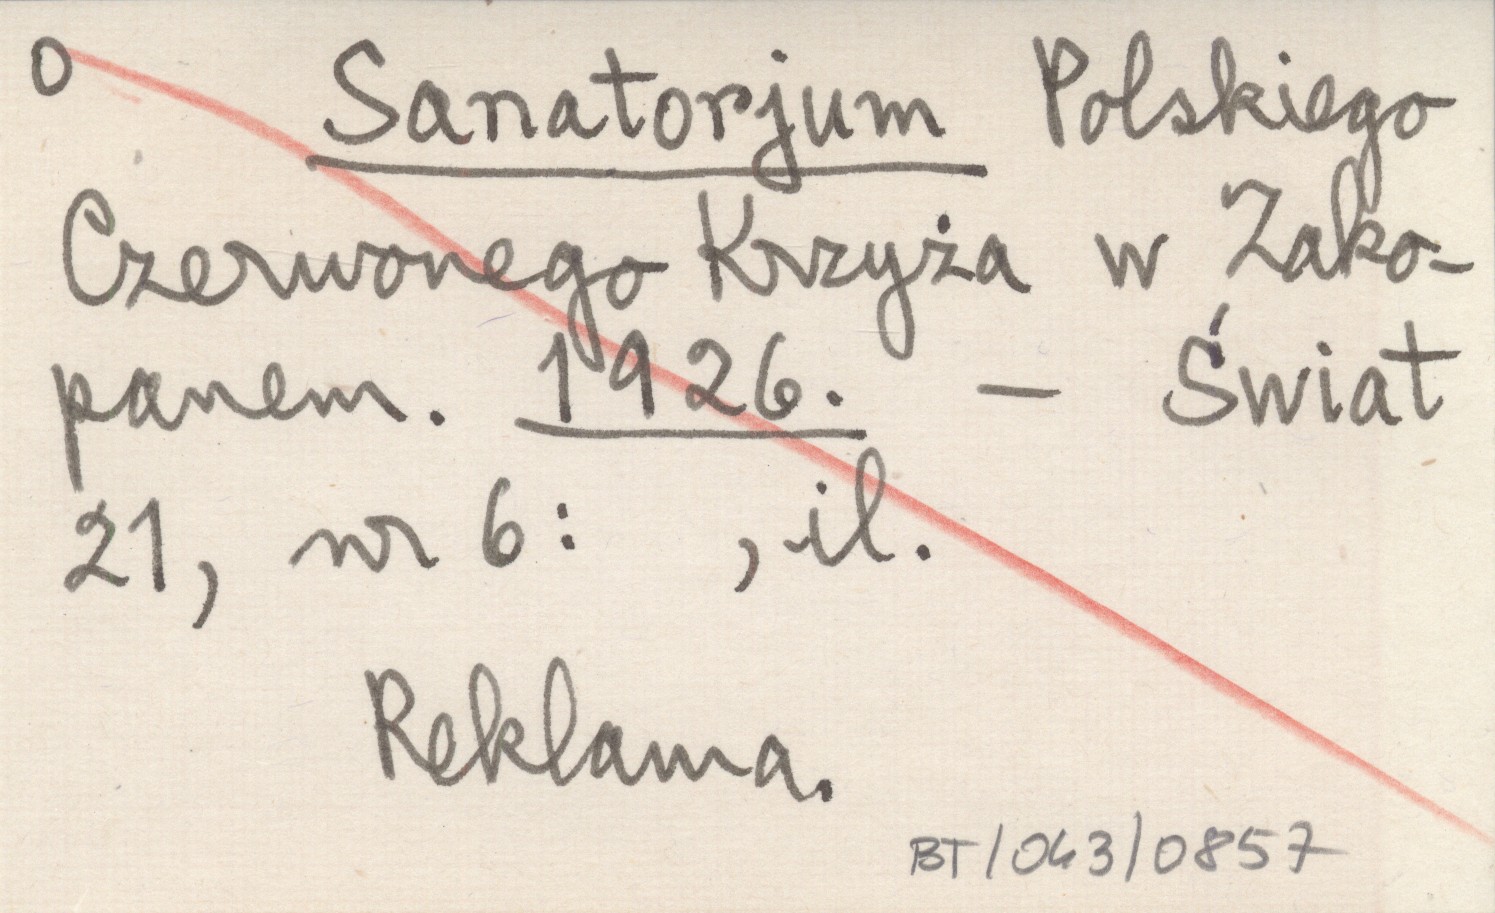 O Sanatorjum Polskiego
Czerwonego Krzyża w Zako-
panem. 1926. — Świat
21, nr 6: , il.
Reklama.
BT/043/0857